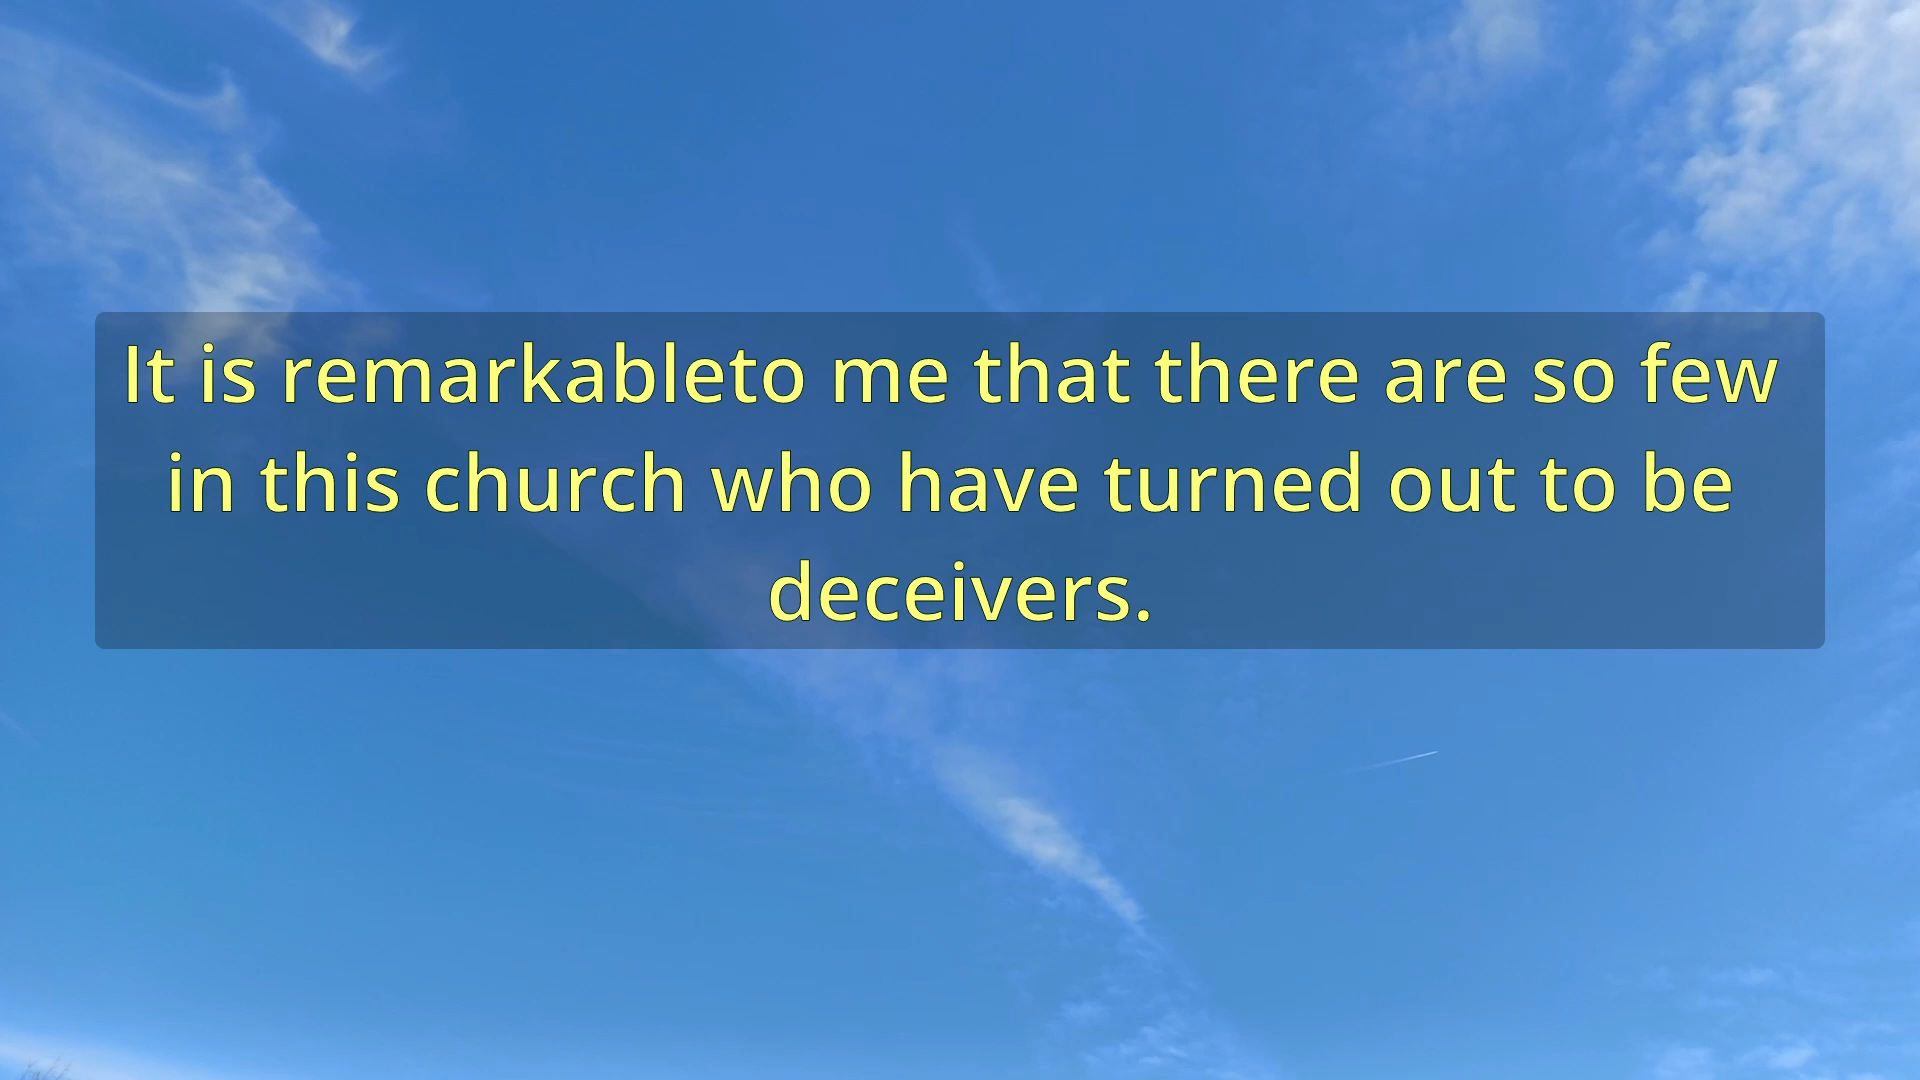 It is remarkableto me that there are so few
in this church who have turned out to be
deceivers.